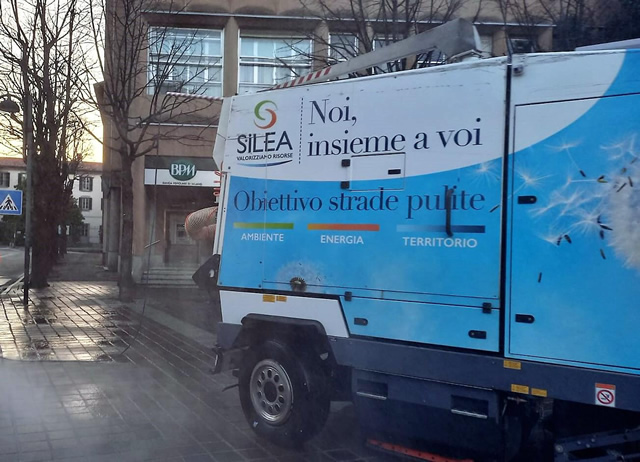 SILEA
VALORIZZIAMO RISORSE
Noi,
insieme a voi
Obiettivo strade pulite
AMBIENTE
ENERGIA
TERRITORIO
BPM